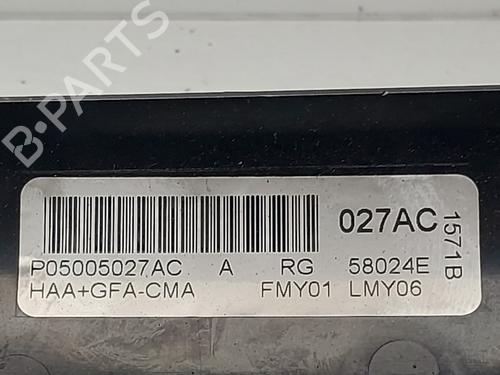 B-PARTS
027AC
1571B
P05005027AC A RG 58024E
HAA+GFA-CMA FMY01 LMY06